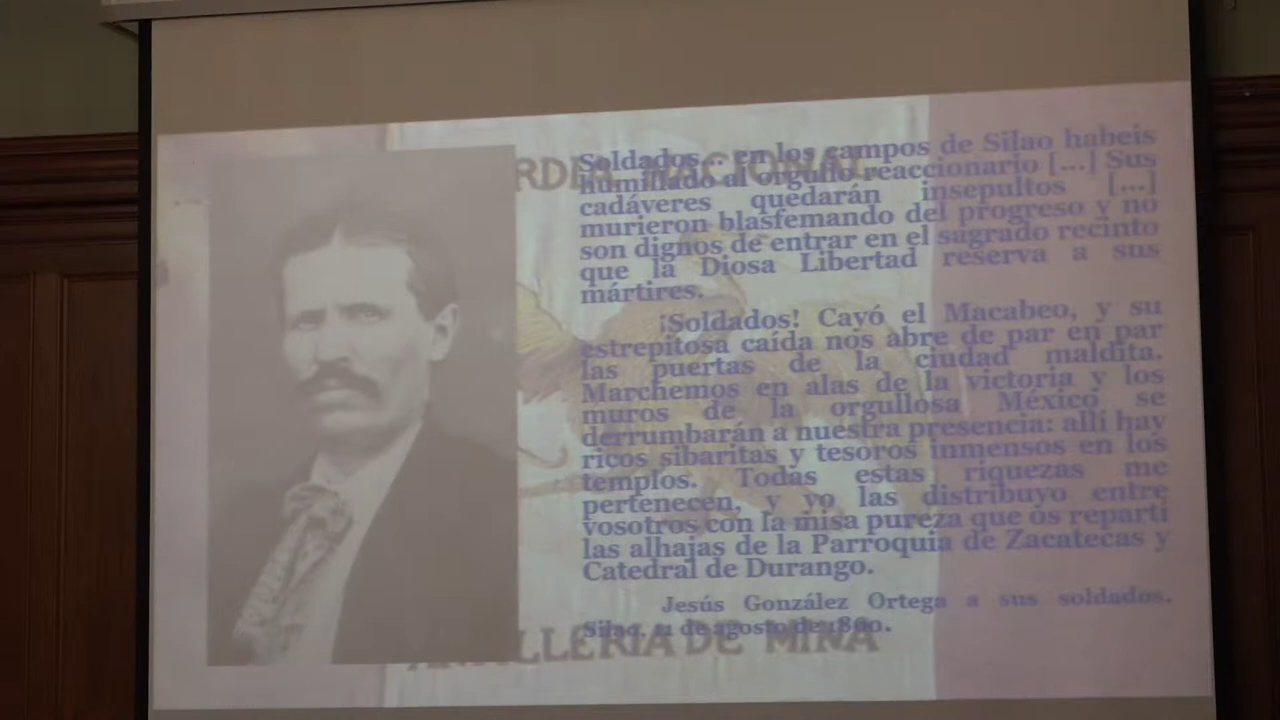 RDIA NACIONAL
Soldados... en los campos de Silao habeis
humillado al orgullo reaccionario [...] Sus
cadáveres quedarán insepultos [...]
murieron blasfemando del progreso y no
son dignos de entrar en el sagrado recinto
que la Diosa Libertad reserva a sus
mártires.
¡Soldados! Cayó el Macabeo, y su
estrepitosa caída nos abre de par en par
las puertas de la ciudad maldita.
Marchemos en alas de la victoria y los
muros de la orgullosa México se
derrumbarán a nuestra presencia: allí hay
ricos sibaritas y tesoros inmensos en los
templos. Todas estas riquezas me
pertenecen, y yo las distribuyo entre
vosotros con la misa pureza que os repartí
las alhajas de la Parroquia de Zacatecas y
Catedral de Durango.
Jesús González Ortega a sus soldados.
Silao, 11 de agosto de 1860.
ARTILLERIA DE MINA